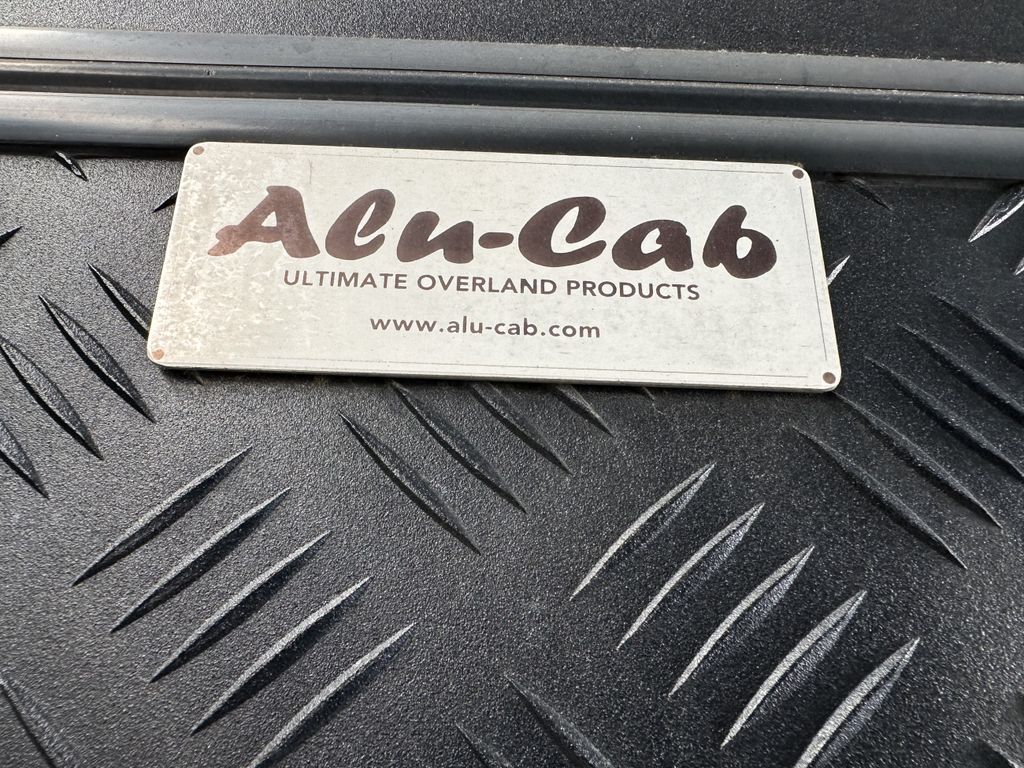 Alu-Cab
ULTIMATE OVERLAND PRODUCTS
www.alu-cab.com